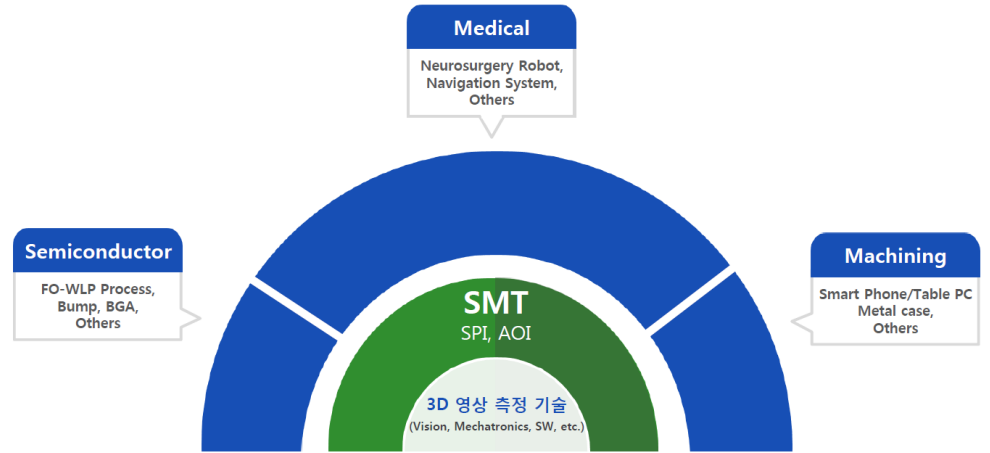 Medical
Neurosurgery Robot,
Navigation System,
Others
Semiconductor
FO-WLP Process,
Bump, BGA,
Others
Machining
Smart Phone/Table PC
Metal case,
Others
SMT
SPI, AOI
3D 영상 측정 기술
(Vision, Mechatronics, SW, etc.)